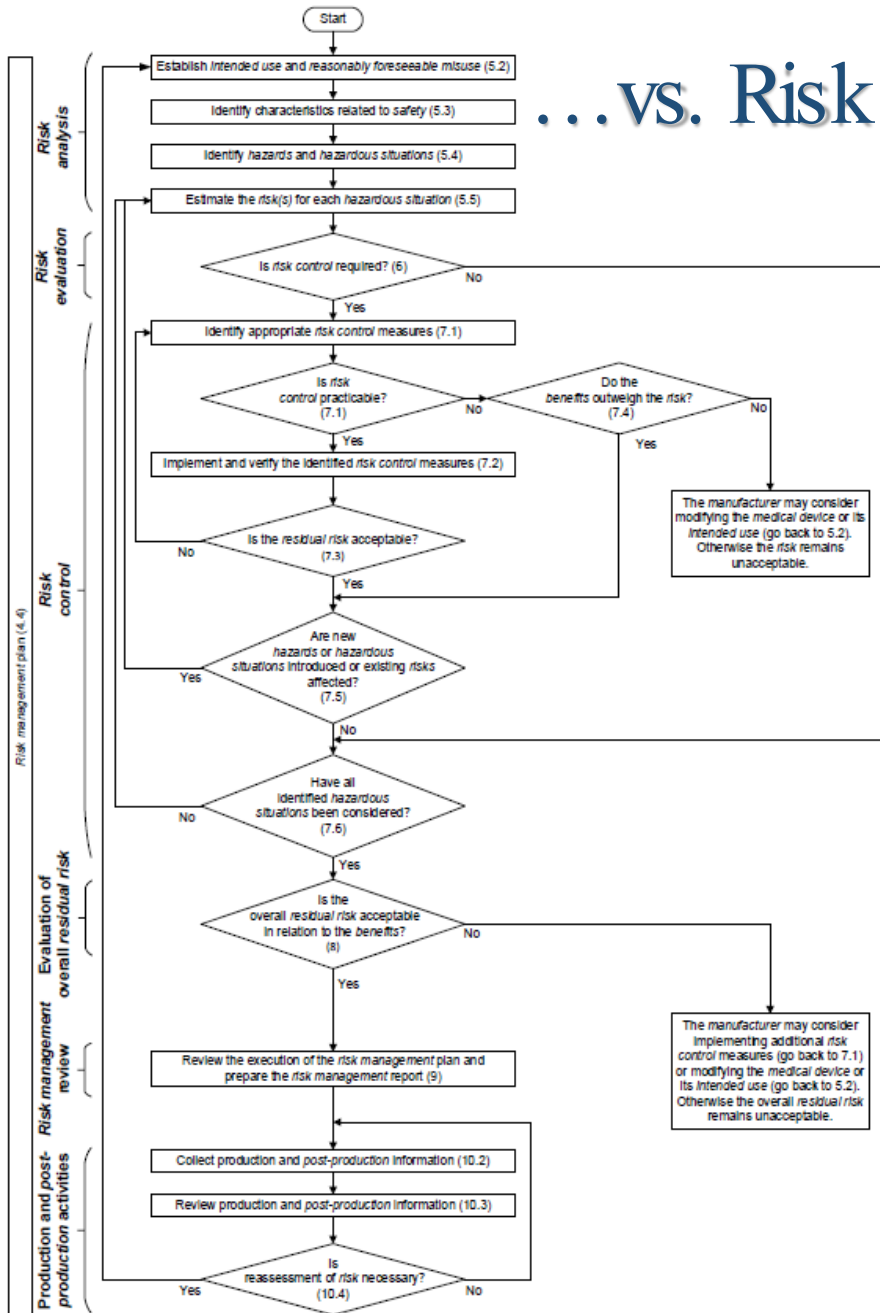 …vs. Risk
Start
Risk management plan (4.4)
Risk
analysis
Establish intended use and reasonably foreseeable misuse (5.2)
Identify characteristics related to safety (5.3)
Identify hazards and hazardous situations (5.4)
Estimate the risk(s) for each hazardous situation (5.5)
Risk
evaluation
Is risk control required? (6)
No
Yes
Risk
control
Identify appropriate risk control measures (7.1)
Is risk
control practicable?
(7.1)
No
Yes
Do the
benefits outweigh the risk?
(7.4)
No
Yes
Implement and verify the identified risk control measures (7.2)
The manufacturer may consider
modifying the medical device or its
intended use (go back to 5.2).
Otherwise the risk remains
unacceptable.
Is the residual risk acceptable?
(7.3)
No
Yes
Are new
hazards or hazardous
situations introduced or existing risks
affected?
(7.5)
Yes
No
Have all
identified hazardous
situations been considered?
(7.6)
No
Yes
Evaluation of
overall residual risk
Is the
overall residual risk acceptable
in relation to the benefits?
(8)
No
Yes
The manufacturer may consider
implementing additional risk
control measures (go back to 7.1)
or modifying the medical device or
its intended use (go back to 5.2).
Otherwise the overall residual risk
remains unacceptable.
Risk management
review
Review the execution of the risk management plan and
prepare the risk management report (9)
Production and post-
production activities
Collect production and post-production information (10.2)
Review production and post-production information (10.3)
Is
reassessment of risk necessary?
(10.4)
Yes
No